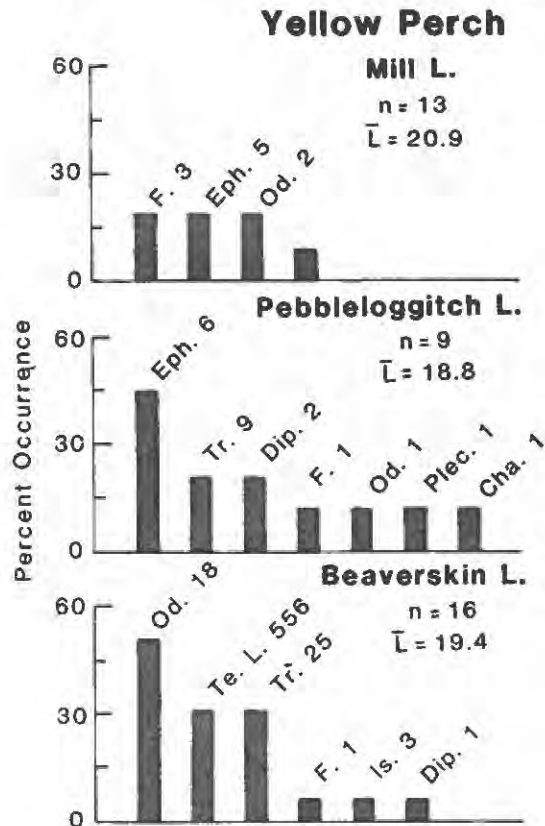 Yellow Perch
Mill L.
n = 13
L̅ = 20.9
60
30
0
F. 3
Eph. 5
Od. 2
Percent Occurrence
Pebbleloggitch L.
n = 9
L̅ = 18.8
60
30
0
Eph. 6
Tr. 9
Dip. 2
F. 1
Od. 1
Plec. 1
Cha. 1
Beaverskin L.
n = 16
L̅ = 19.4
60
30
0
Od. 18
Te. L. 556
Tr. 25
F. 1
Is. 3
Dip. 1